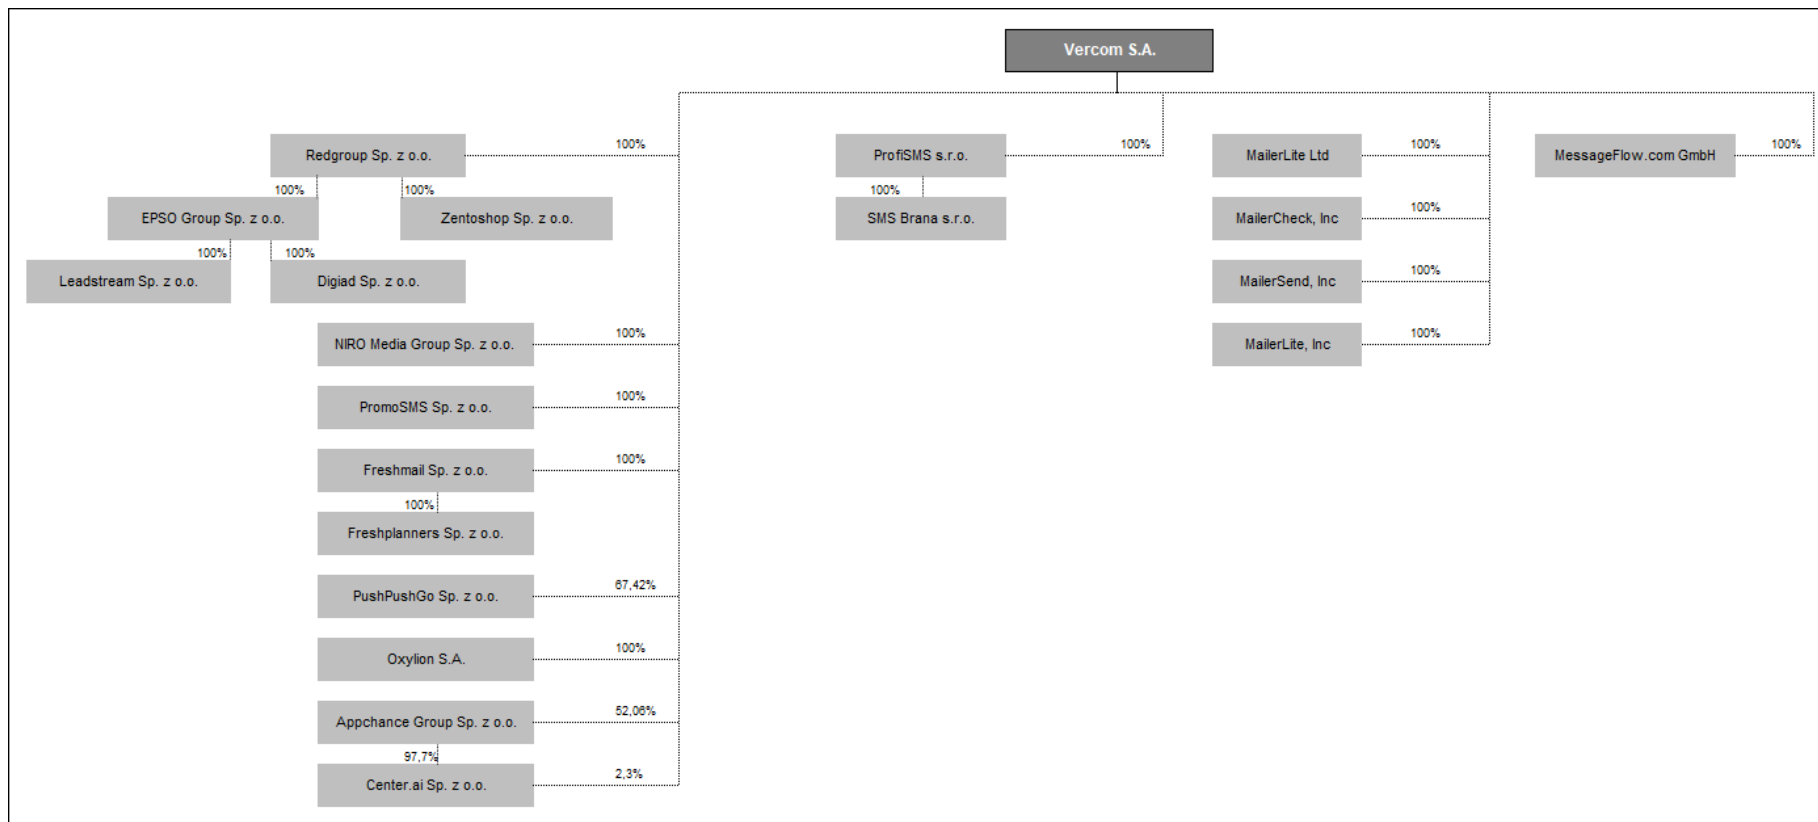 Vercom S.A.
Redgroup Sp. z o.o.
100%
ProfiSMS s.r.o.
100%
MailerLite Ltd
100%
MessageFlow.com GmbH
100%
100%
100%
100%
EPSO Group Sp. z o.o.
Zentoshop Sp. z o.o.
SMS Brana s.r.o.
MailerCheck, Inc
100%
100%
100%
Leadstream Sp. z o.o.
Digiad Sp. z o.o.
MailerSend, Inc
100%
NIRO Media Group Sp. z o.o.
100%
MailerLite, Inc
100%
PromoSMS Sp. z o.o.
100%
Freshmail Sp. z o.o.
100%
100%
Freshplanners Sp. z o.o.
PushPushGo Sp. z o.o.
67,42%
Oxylion S.A.
100%
Appchance Group Sp. z o.o.
52,06%
97,7%
Center.ai Sp. z o.o.
2,3%